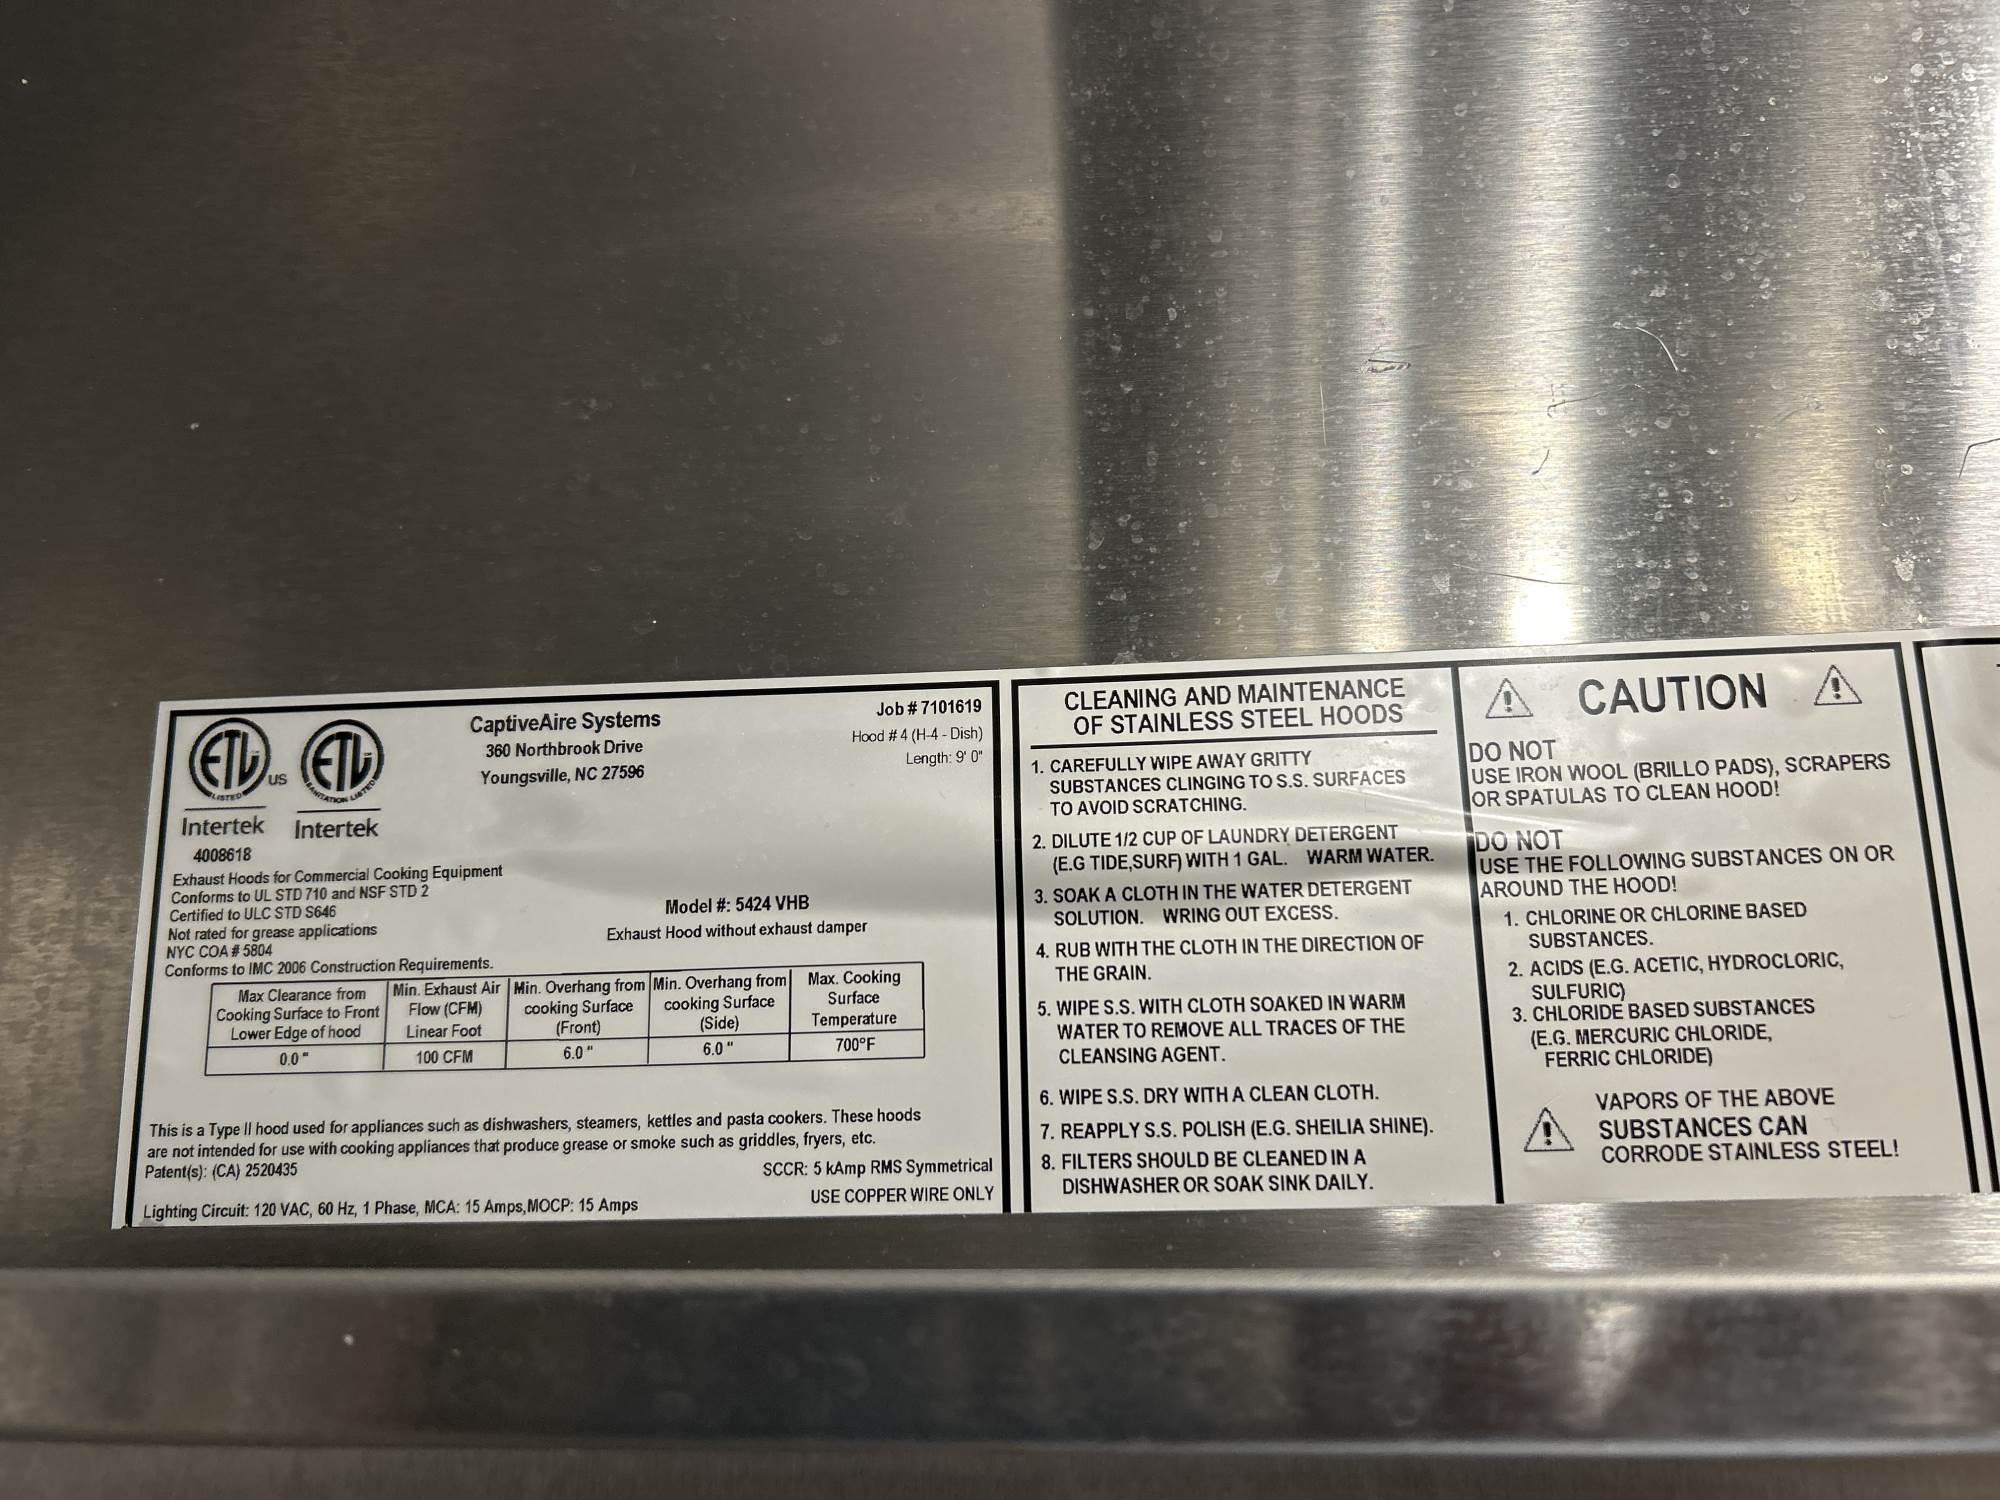 ETL
LISTED
US
Intertek
4008618
ETL
SANITATION LISTED
Intertek
CaptiveAire Systems
360 Northbrook Drive
Youngsville, NC 27596
Job # 7101619
Hood # 4 (H-4 - Dish)
Length: 9' 0"
Exhaust Hoods for Commercial Cooking Equipment
Conforms to UL STD 710 and NSF STD 2
Certified to ULC STD S646
Not rated for grease applications
NYC COA # 5804
Conforms to IMC 2006 Construction Requirements.
Model #: 5424 VHB
Exhaust Hood without exhaust damper
Max Clearance from
Cooking Surface to Front
Lower Edge of hood
Min. Exhaust Air
Flow (CFM)
Linear Foot
Min. Overhang from
cooking Surface
(Front)
Min. Overhang from
cooking Surface
(Side)
Max. Cooking
Surface
Temperature
0.0 "
100 CFM
6.0 "
6.0 "
700°F
This is a Type II hood used for appliances such as dishwashers, steamers, kettles and pasta cookers. These hoods
are not intended for use with cooking appliances that produce grease or smoke such as griddles, fryers, etc.
Patent(s): (CA) 2520435
SCCR: 5 kAmp RMS Symmetrical
USE COPPER WIRE ONLY
Lighting Circuit: 120 VAC, 60 Hz, 1 Phase, MCA: 15 Amps,MOCP: 15 Amps
CLEANING AND MAINTENANCE
OF STAINLESS STEEL HOODS
1. CAREFULLY WIPE AWAY GRITTY
SUBSTANCES CLINGING TO S.S. SURFACES
TO AVOID SCRATCHING.
2. DILUTE 1/2 CUP OF LAUNDRY DETERGENT
(E.G TIDE,SURF) WITH 1 GAL. WARM WATER.
3. SOAK A CLOTH IN THE WATER DETERGENT
SOLUTION. WRING OUT EXCESS.
4. RUB WITH THE CLOTH IN THE DIRECTION OF
THE GRAIN.
5. WIPE S.S. WITH CLOTH SOAKED IN WARM
WATER TO REMOVE ALL TRACES OF THE
CLEANSING AGENT.
6. WIPE S.S. DRY WITH A CLEAN CLOTH.
7. REAPPLY S.S. POLISH (E.G. SHEILIA SHINE).
8. FILTERS SHOULD BE CLEANED IN A
DISHWASHER OR SOAK SINK DAILY.
CAUTION
DO NOT
USE IRON WOOL (BRILLO PADS), SCRAPERS
OR SPATULAS TO CLEAN HOOD!
DO NOT
USE THE FOLLOWING SUBSTANCES ON OR
AROUND THE HOOD!
1. CHLORINE OR CHLORINE BASED
SUBSTANCES.
2. ACIDS (E.G. ACETIC, HYDROCLORIC,
SULFURIC)
3. CHLORIDE BASED SUBSTANCES
(E.G. MERCURIC CHLORIDE,
FERRIC CHLORIDE)
VAPORS OF THE ABOVE
SUBSTANCES CAN
CORRODE STAINLESS STEEL!